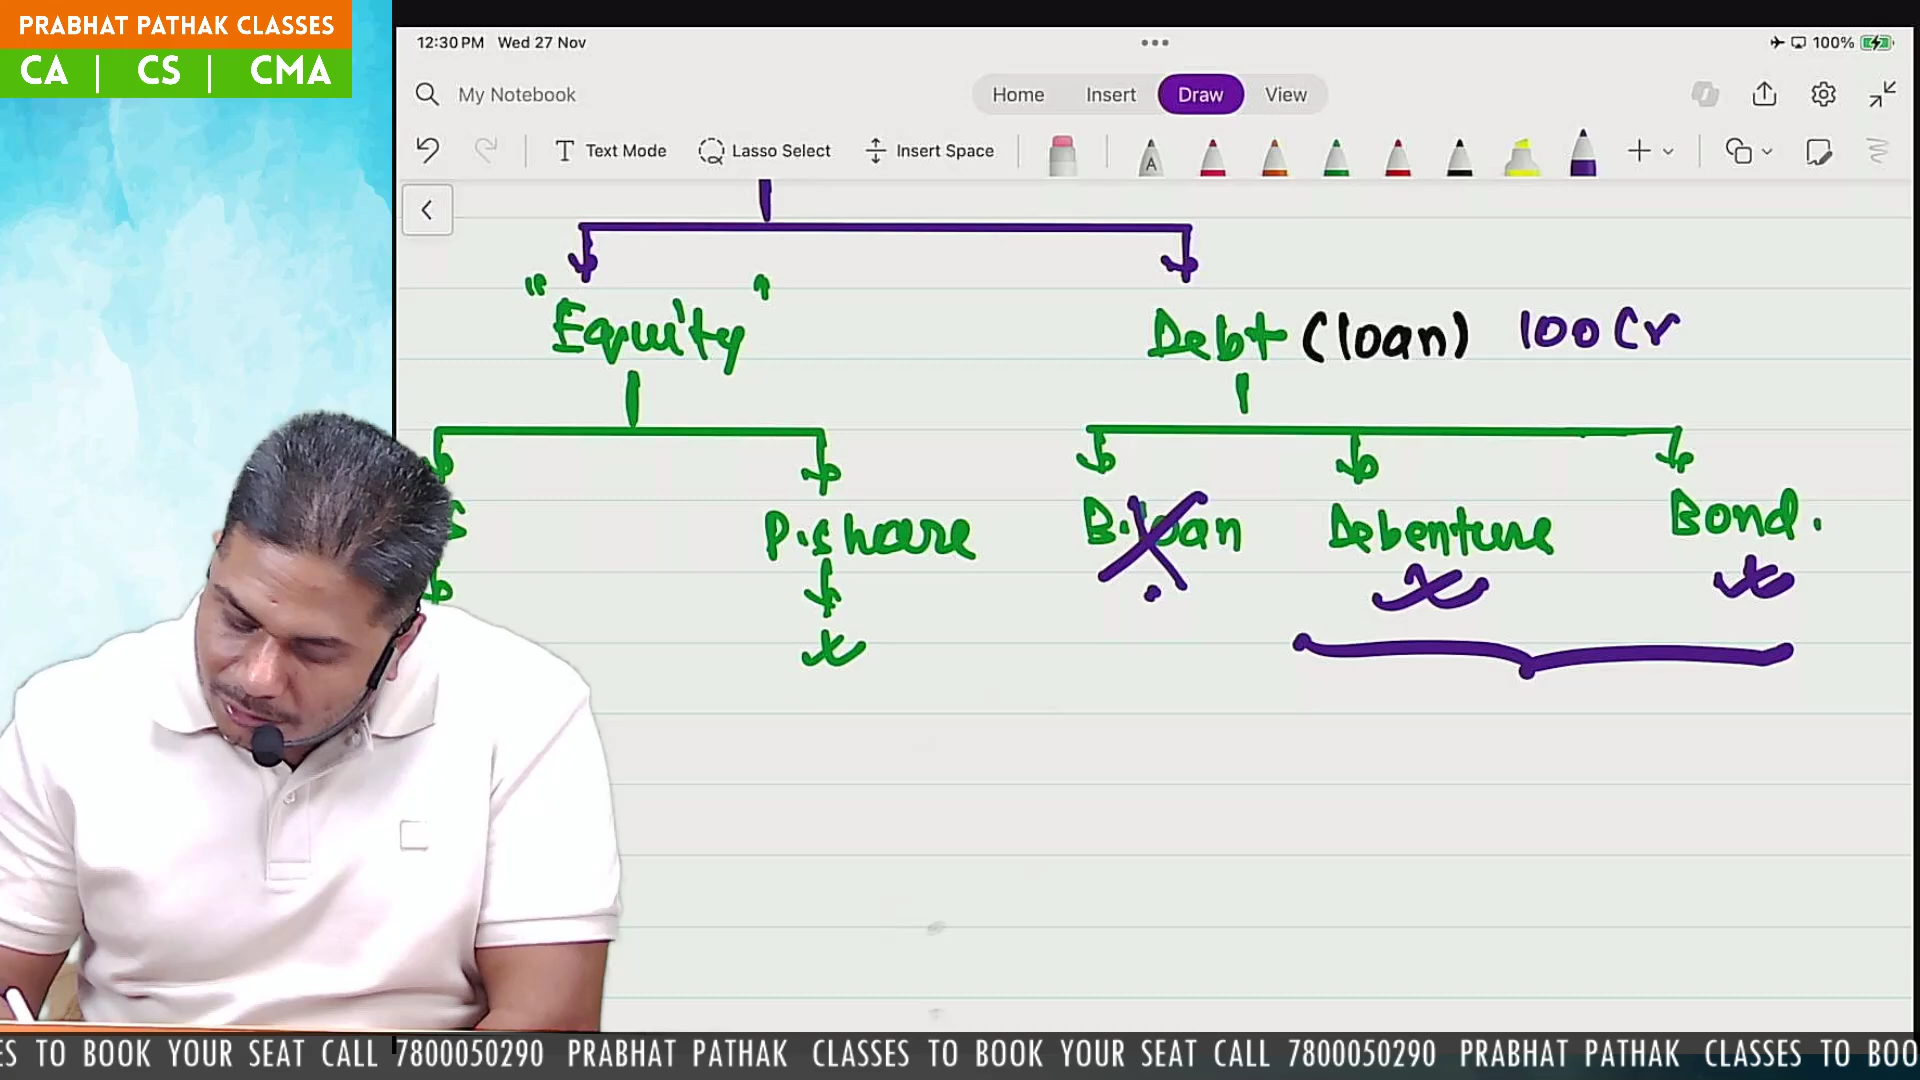 PRABHAT PATHAK CLASSES
CA | CS | CMA
12:30 PM Wed 27 Nov
100%
My Notebook
Home Insert Draw View
Text Mode Lasso Select Insert Space
A
"Equity"
Debt (loan) 100 Cr
P.share B.loan Debenture Bond.
ES TO BOOK YOUR SEAT CALL 7800050290 PRABHAT PATHAK CLASSES TO BOOK YOUR SEAT CALL 7800050290 PRABHAT PATHAK CLASSES TO BOO